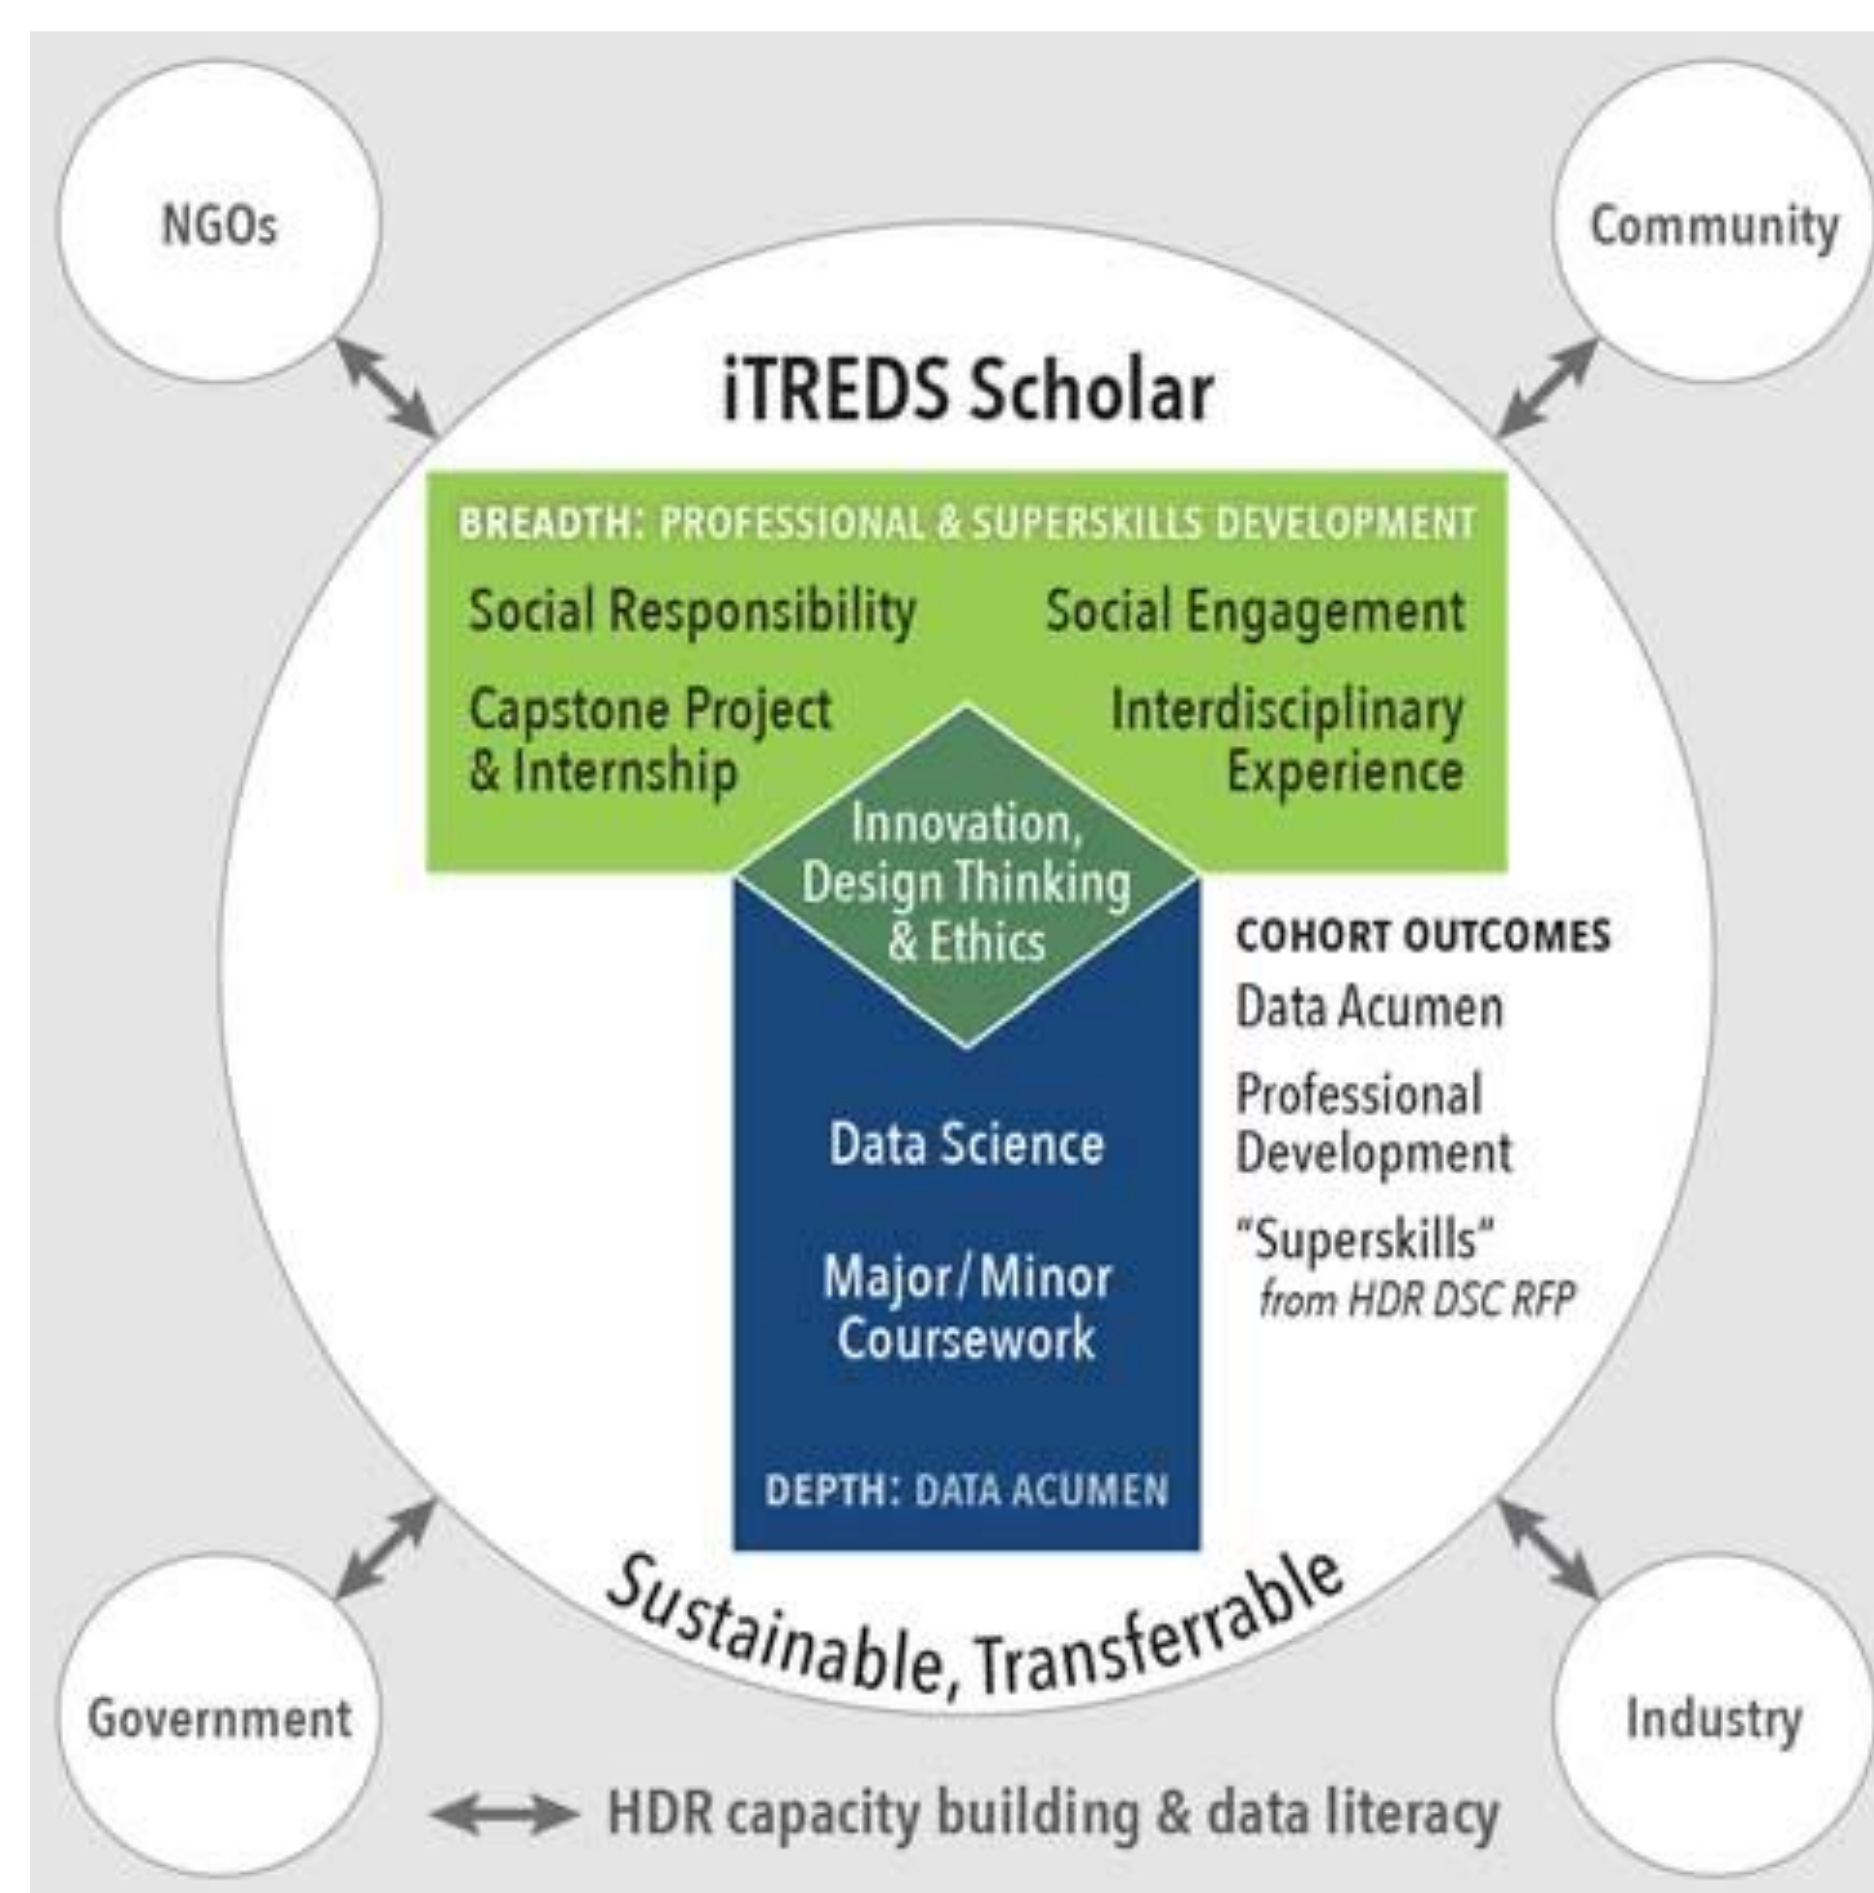 NGOs
Community
iTREDS Scholar
BREADTH: PROFESSIONAL & SUPERSKILLS DEVELOPMENT
Social Responsibility
Social Engagement
Capstone Project
& Internship
Interdisciplinary
Experience
Innovation,
Design Thinking
& Ethics
Data Science
Major/Minor
Coursework
DEPTH: DATA ACUMEN
COHORT OUTCOMES
Data Acumen
Professional
Development
"Superskills"
from HDR DSC RFP
Sustainable, Transferrable
Government
Industry
HDR capacity building & data literacy